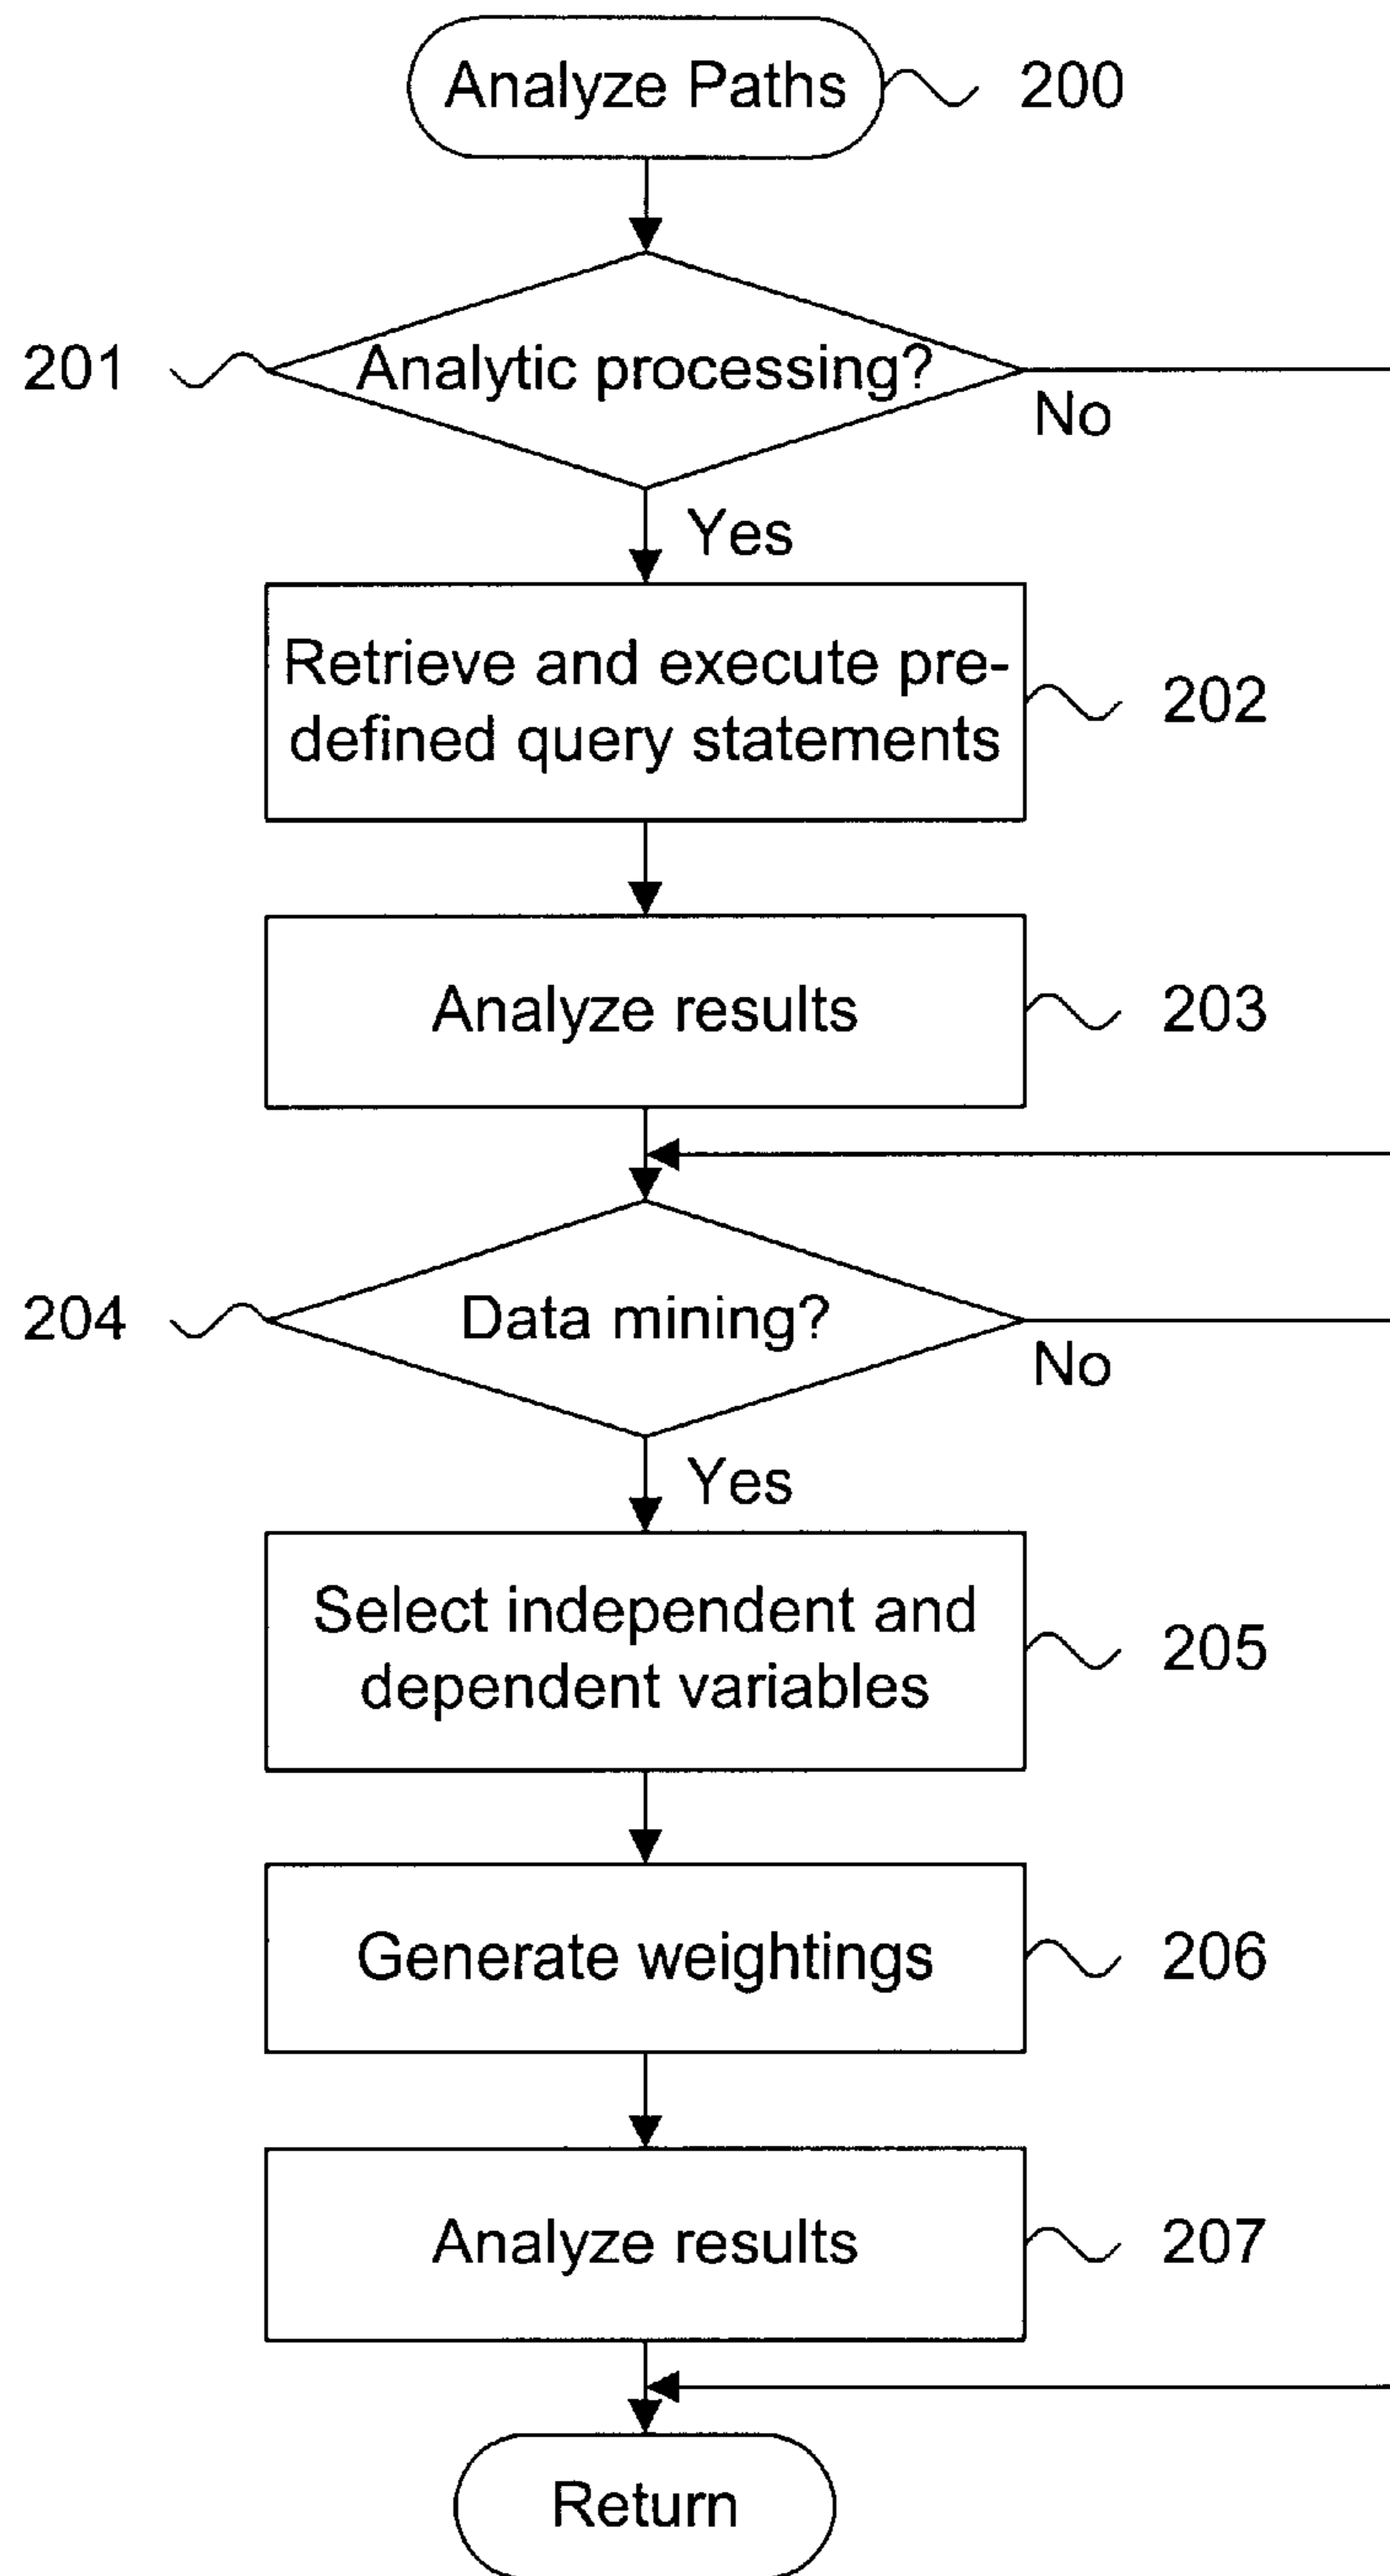 Analyze Paths
200
201
Analytic processing?
No
Yes
Retrieve and execute pre-
defined query statements
202
Analyze results
203
204
Data mining?
No
Yes
Select independent and
dependent variables
205
Generate weightings
206
Analyze results
207
Return